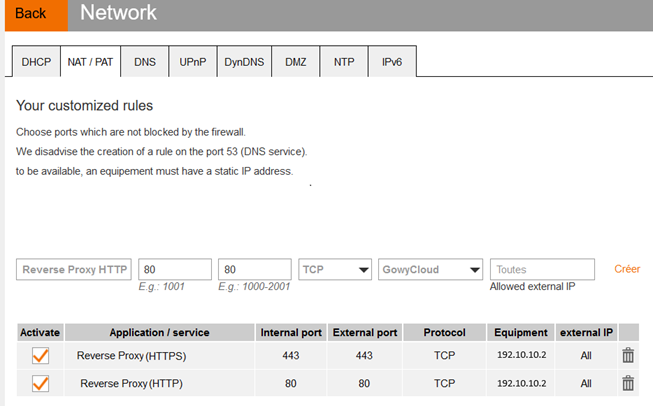 Back Network
DHCP NAT / PAT DNS UPnP DynDNS DMZ NTP IPv6
Your customized rules
Choose ports which are not blocked by the firewall.
We disadvise the creation of a rule on the port 53 (DNS service).
to be available, an equipement must have a static IP address.
.
Reverse Proxy HTTP 80 80 TCP GowyCloud Toutes Créer
E.g.: 1001 E.g.: 1000-2001 Allowed external IP
Activate Application / service Internal port External port Protocol Equipment external IP
Reverse Proxy (HTTPS) 443 443 TCP 192.10.10.2 All
Reverse Proxy (HTTP) 80 80 TCP 192.10.10.2 All